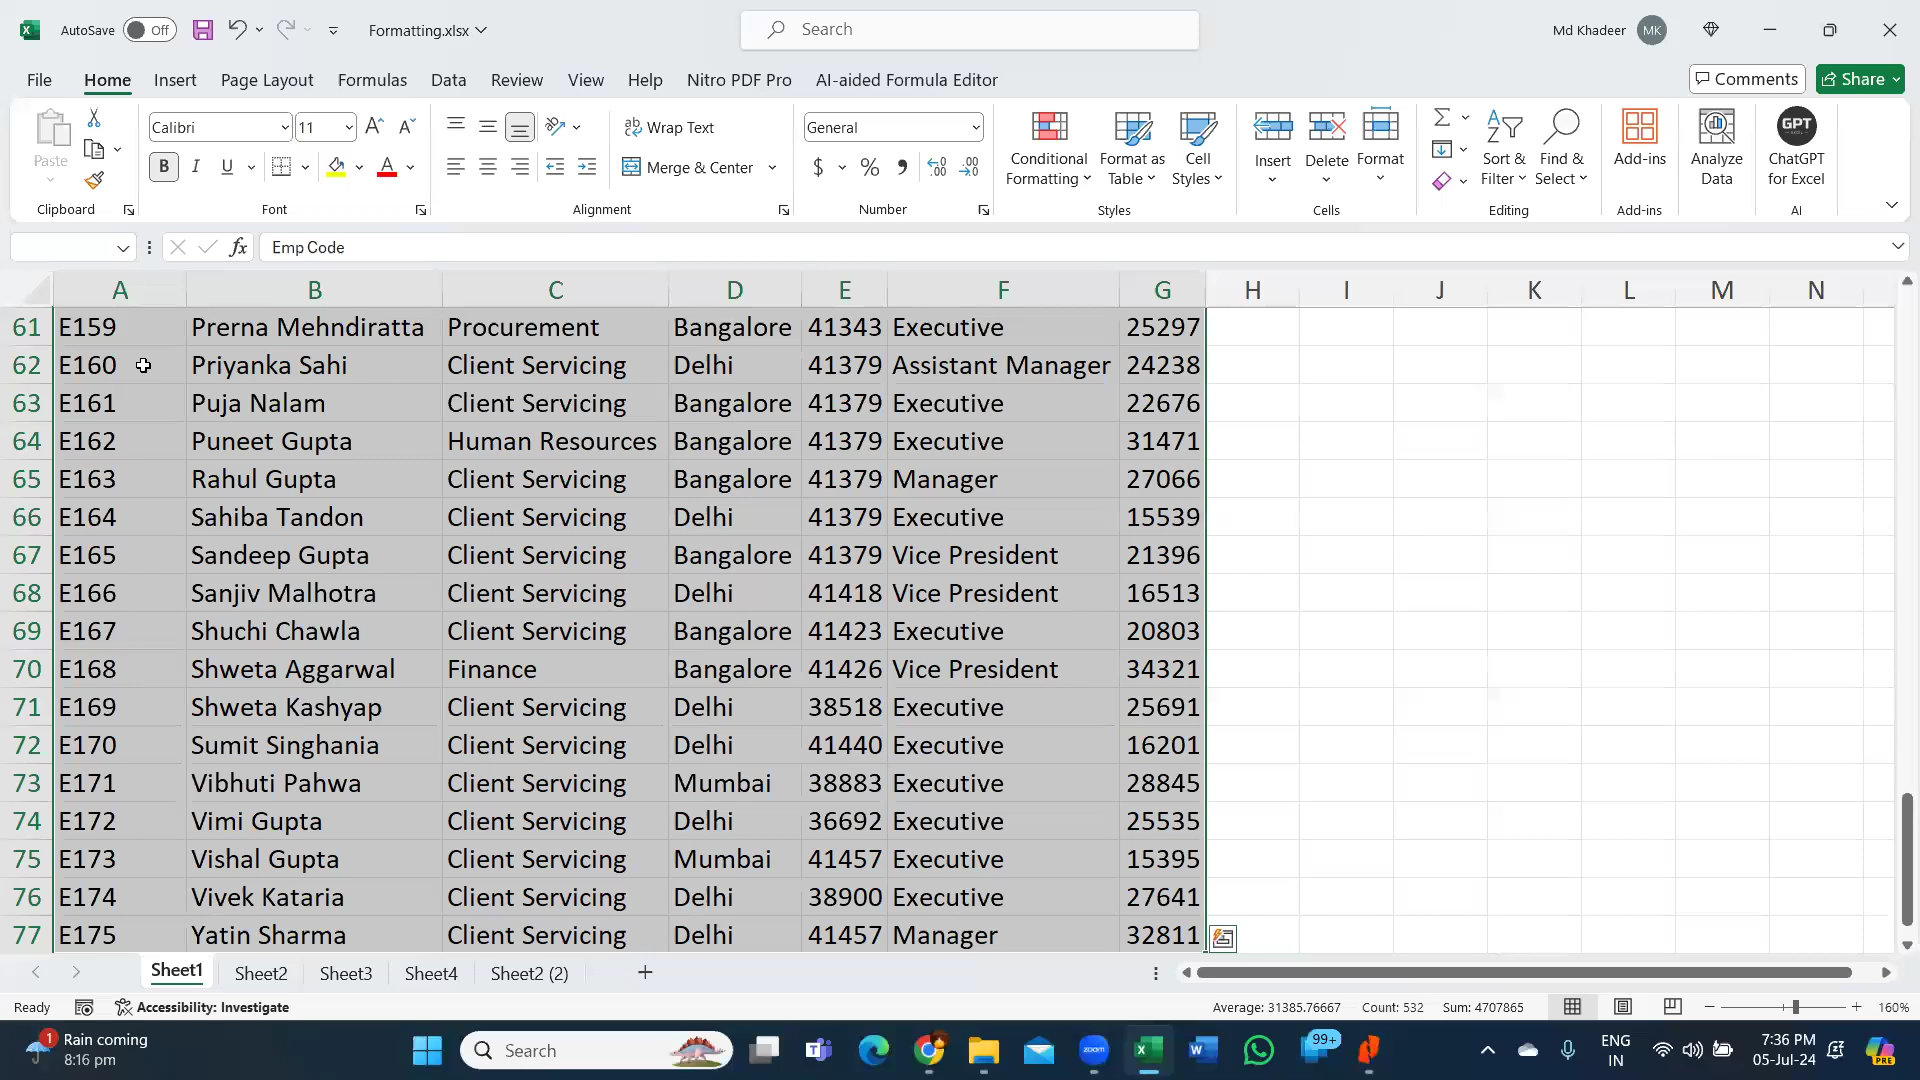 AutoSave Off Formatting.xlsx Search Md Khadeer MK
File Home Insert Page Layout Formulas Data Review View Help Nitro PDF Pro AI-aided Formula Editor Comments Share
Paste Calibri 11 Wrap Text General Conditional Formatting Format as Table Cell Styles Insert Delete Format Sort & Filter Find & Select Add-ins Analyze Data GPT ChatGPT for Excel
B I U A Merge & Center $ % , .00
Clipboard Font Alignment Number Styles Cells Editing Add-ins AI
fx Emp Code
A B C D E F G H I J K L M N
61 E159 Prerna Mehndiratta Procurement Bangalore 41343 Executive 25297
62 E160 Priyanka Sahi Client Servicing Delhi 41379 Assistant Manager 24238
63 E161 Puja Nalam Client Servicing Bangalore 41379 Executive 22676
64 E162 Puneet Gupta Human Resources Bangalore 41379 Executive 31471
65 E163 Rahul Gupta Client Servicing Bangalore 41379 Manager 27066
66 E164 Sahiba Tandon Client Servicing Delhi 41379 Executive 15539
67 E165 Sandeep Gupta Client Servicing Bangalore 41379 Vice President 21396
68 E166 Sanjiv Malhotra Client Servicing Delhi 41418 Vice President 16513
69 E167 Shuchi Chawla Client Servicing Bangalore 41423 Executive 20803
70 E168 Shweta Aggarwal Finance Bangalore 41426 Vice President 34321
71 E169 Shweta Kashyap Client Servicing Delhi 38518 Executive 25691
72 E170 Sumit Singhania Client Servicing Delhi 41440 Executive 16201
73 E171 Vibhuti Pahwa Client Servicing Mumbai 38883 Executive 28845
74 E172 Vimi Gupta Client Servicing Delhi 36692 Executive 25535
75 E173 Vishal Gupta Client Servicing Mumbai 41457 Executive 15395
76 E174 Vivek Kataria Client Servicing Delhi 38900 Executive 27641
77 E175 Yatin Sharma Client Servicing Delhi 41457 Manager 32811
Sheet1 Sheet2 Sheet3 Sheet4 Sheet2 (2)
Ready Accessibility: Investigate Average: 31385.76667 Count: 532 Sum: 4707865 160%
1 Rain coming 8:16 pm Search zoom 99+ ENG IN 7:36 PM 05-Jul-24 PRE